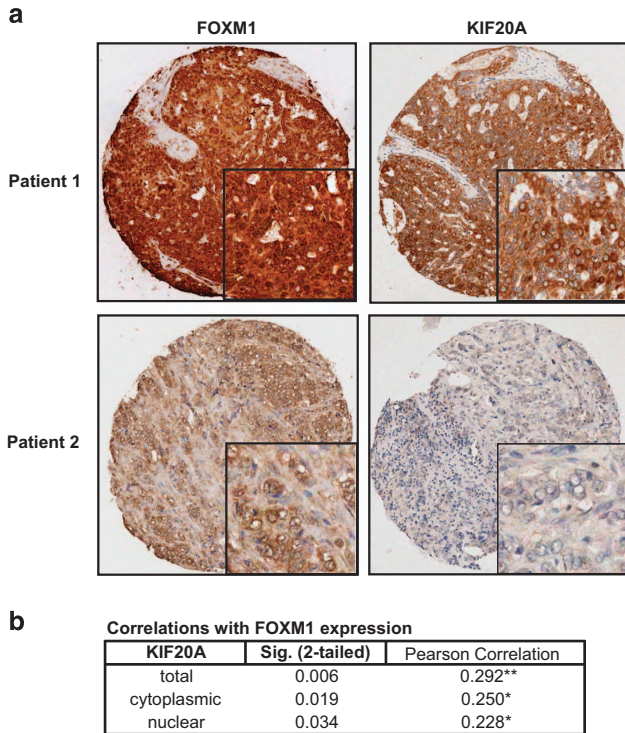 a
FOXM1 KIF20A
Patient 1
Patient 2
b
Correlations with FOXM1 expression
KIF20A Sig. (2-tailed) Pearson Correlation
total 0.006 0.292**
cytoplasmic 0.019 0.250*
nuclear 0.034 0.228*